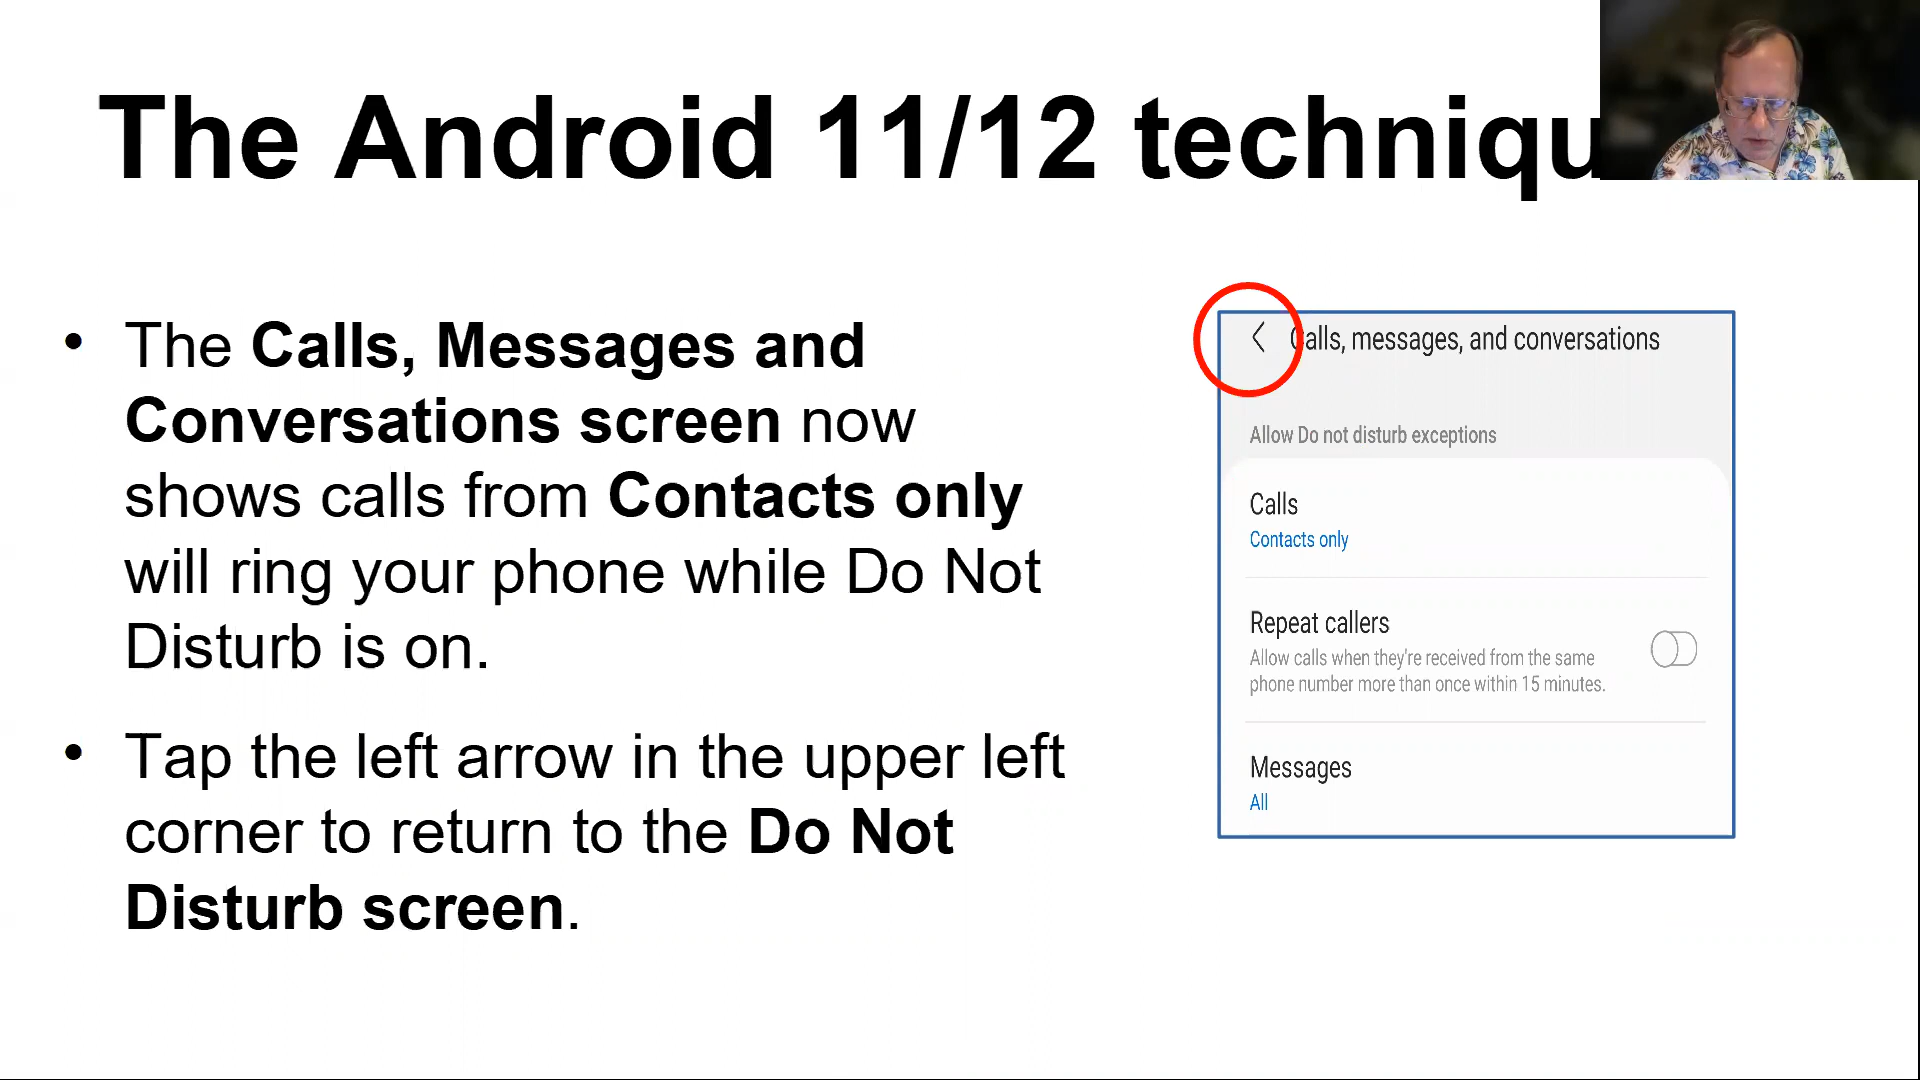 The Android 11/12 techniqu
• The Calls, Messages and
Conversations screen now
shows calls from Contacts only
will ring your phone while Do Not
Disturb is on.
• Tap the left arrow in the upper left
corner to return to the Do Not
Disturb screen.
Calls, messages, and conversations
Allow Do not disturb exceptions
Calls
Contacts only
Repeat callers
Allow calls when they're received from the same
phone number more than once within 15 minutes.
Messages
All